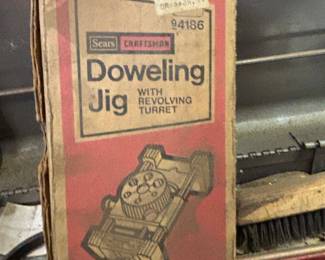 94186
Sears CRAFTSMAN
Doweling
Jig WITH
REVOLVING
TURRET